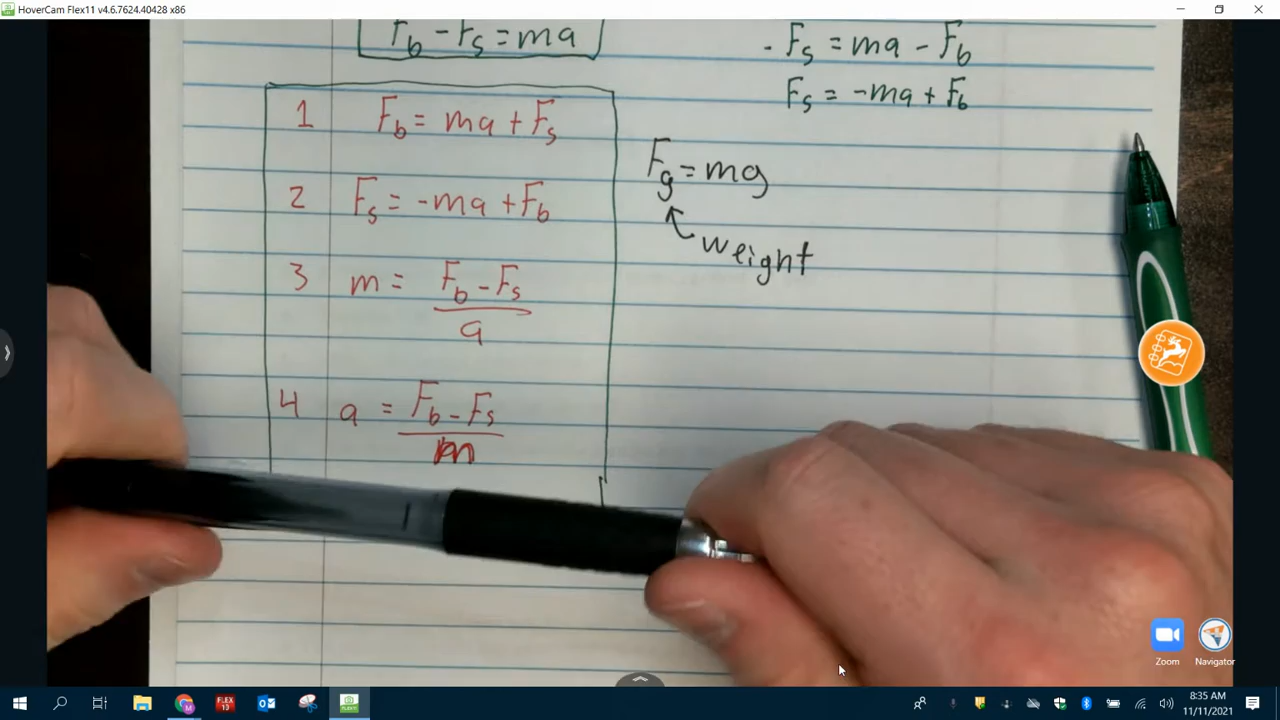 HoverCam Flex11 v4.6.7624.40428 x86
Fb - Fs = ma
- Fs = ma - Fb
Fs = -ma + Fb
1 Fb = ma + Fs
Fg = mg
weight
2 Fs = -ma + Fb
3 m = Fb - Fs
a
4 a = Fb - Fs
m
Zoom
Navigator
8:35 AM
11/11/2021